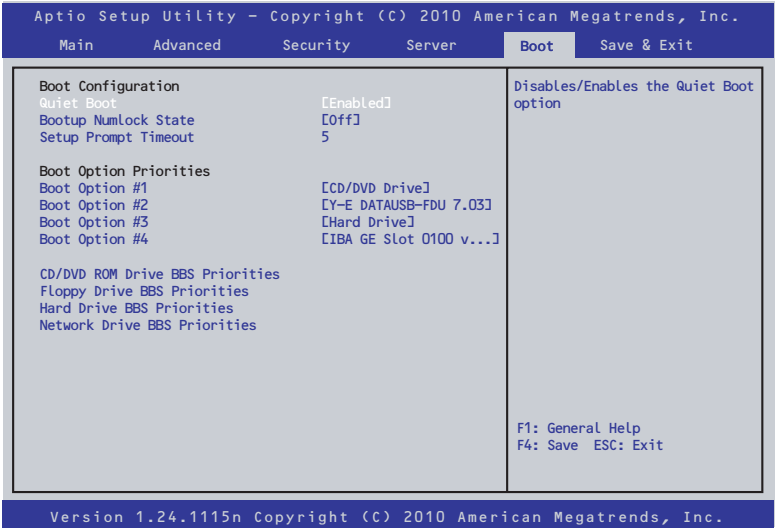 Aptio Setup Utility – Copyright (C) 2010 American Megatrends, Inc.
Main Advanced Security Server Boot Save & Exit
Boot Configuration
Quiet Boot [Enabled]
Bootup Numlock State [Off]
Setup Prompt Timeout 5
Boot Option Priorities
Boot Option #1 [CD/DVD Drive]
Boot Option #2 [Y-E DATAUSB-FDU 7.03]
Boot Option #3 [Hard Drive]
Boot Option #4 [IBA GE Slot 0100 v...]
CD/DVD ROM Drive BBS Priorities
Floppy Drive BBS Priorities
Hard Drive BBS Priorities
Network Drive BBS Priorities
Disables/Enables the Quiet Boot
option
F1: General Help
F4: Save ESC: Exit
Version 1.24.1115n Copyright (C) 2010 American Megatrends, Inc.